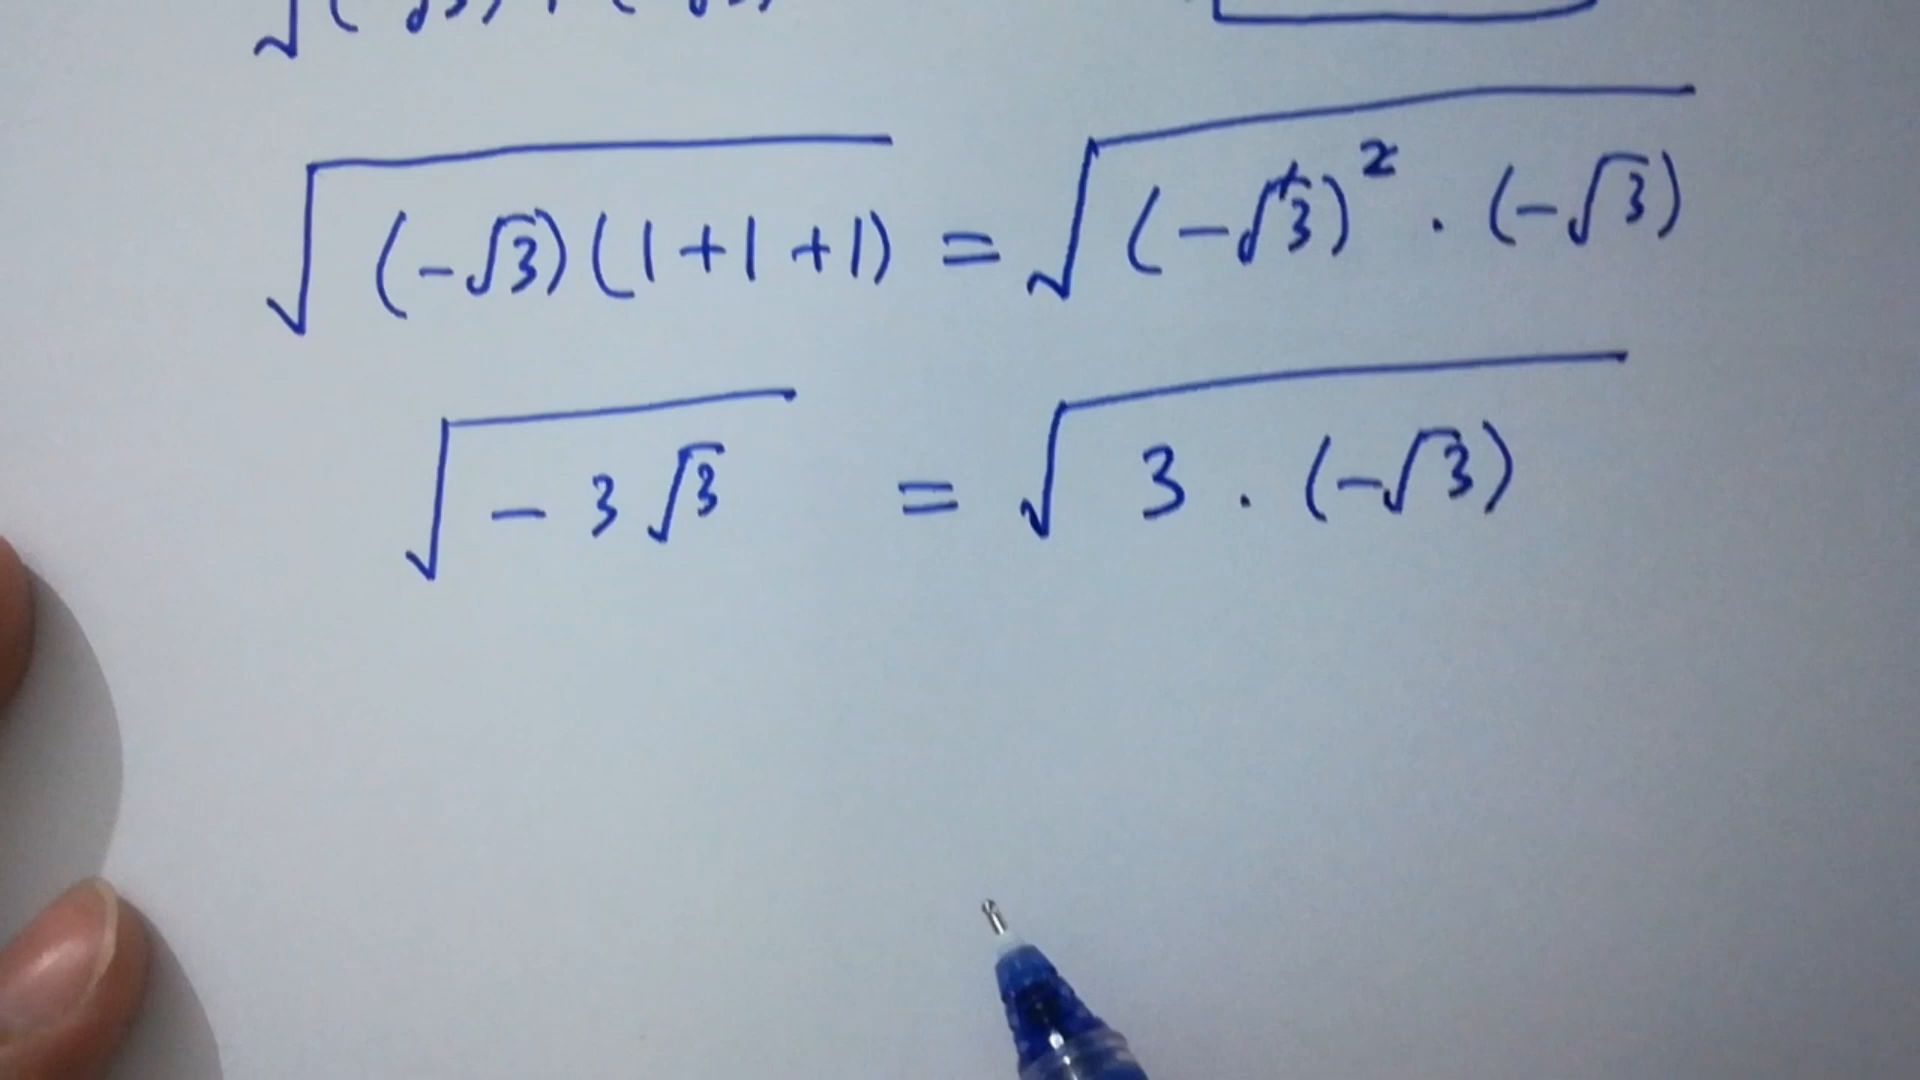 √(-√3)(1+1+1) = √(-√3)² · (-√3)
√-3√3 = √3 · (-√3)